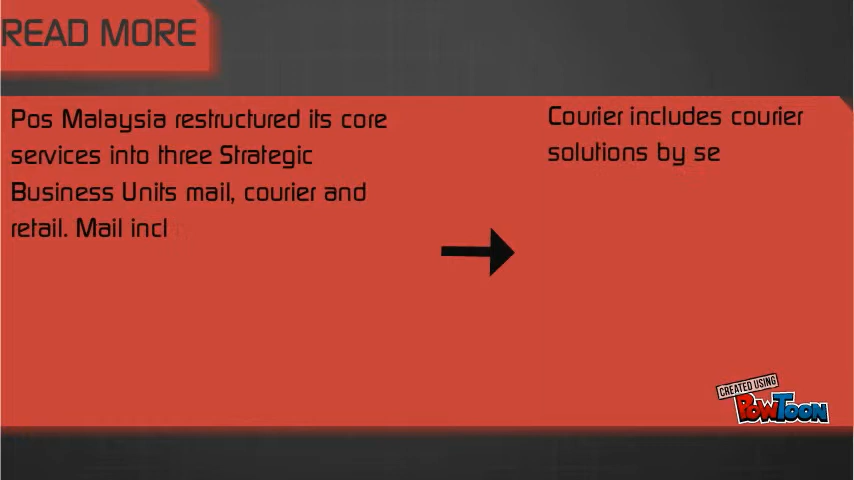 READ MORE
Pos Malaysia restructured its core
services into three Strategic
Business Units mail, courier and
retail. Mail incl
Courier includes courier
solutions by se
CREATED USING
POWTOON